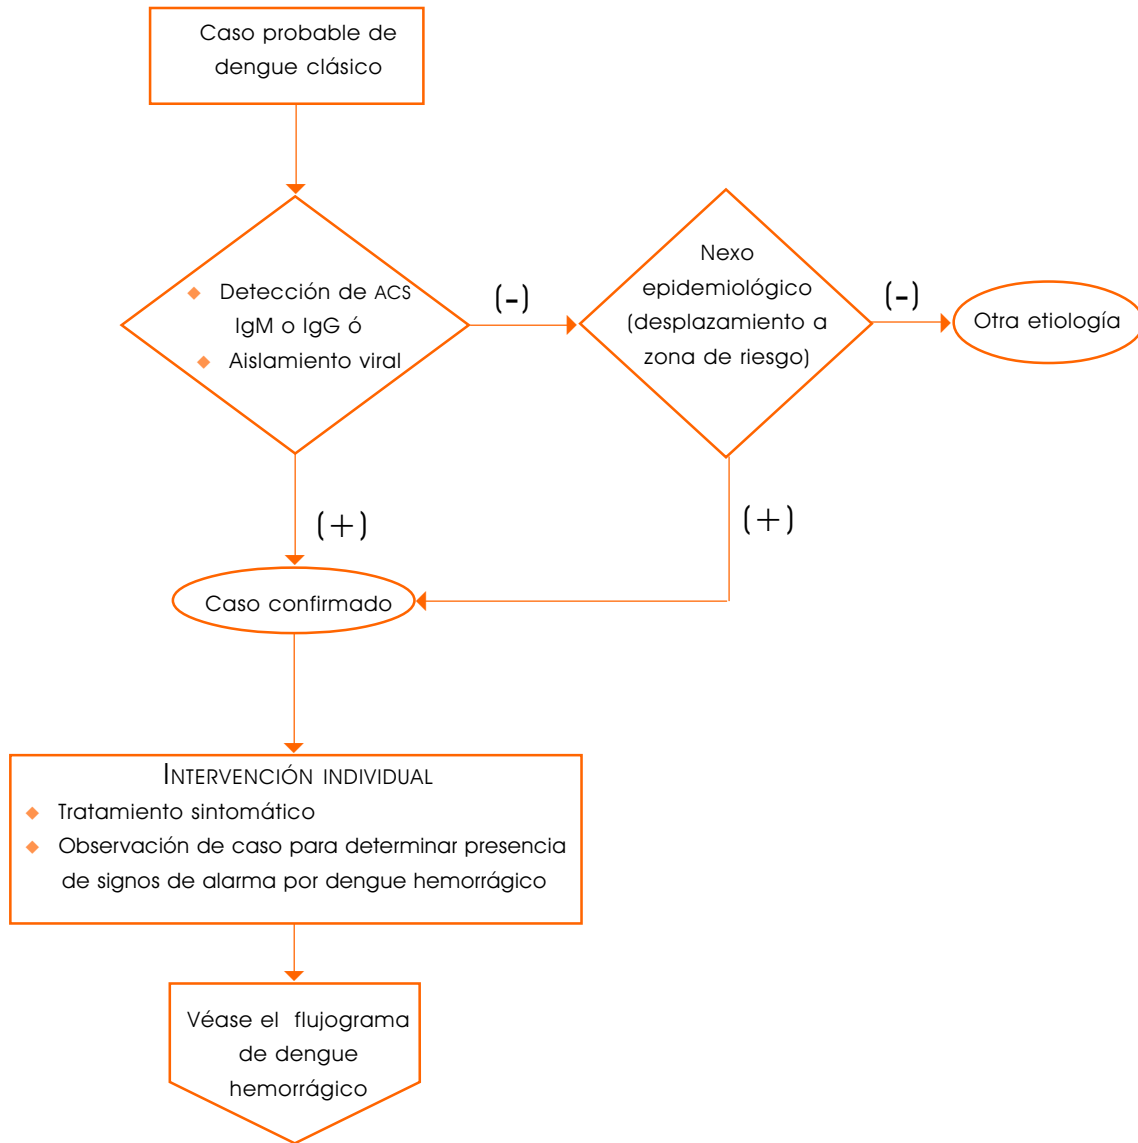 Caso probable de
dengue clásico
◆ Detección de ACS
IgM o IgG ó
◆ Aislamiento viral
(-)
Nexo
epidemiológico
(desplazamiento a
zona de riesgo)
(-)
Otra etiología
(+)
(+)
Caso confirmado
INTERVENCIÓN INDIVIDUAL
◆ Tratamiento sintomático
◆ Observación de caso para determinar presencia
de signos de alarma por dengue hemorrágico
Véase el flujograma
de dengue
hemorrágico